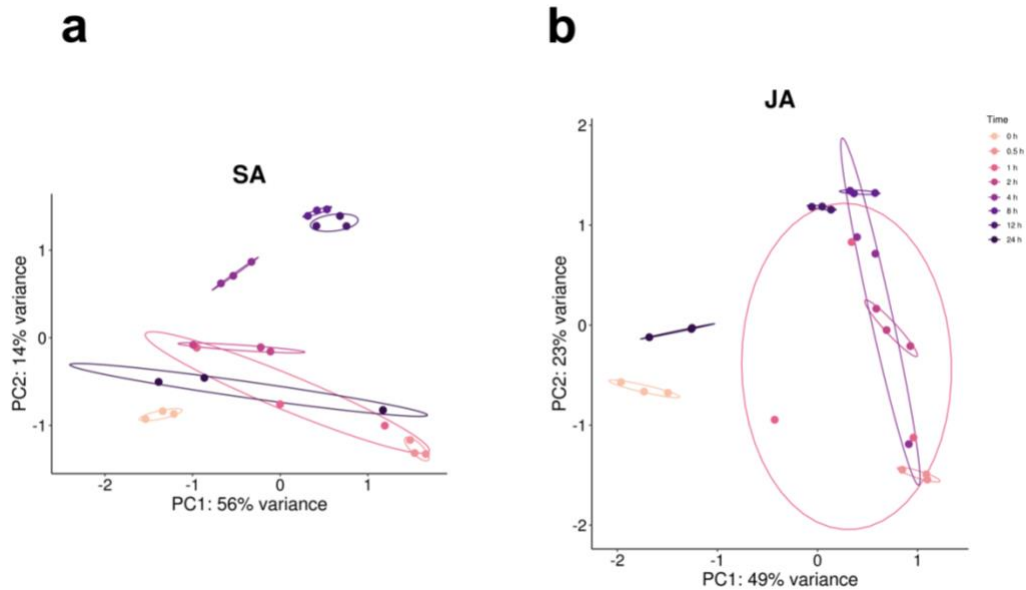 a
b
SA
JA
PC2: 14% variance
1
0
-1
-2
-1
0
1
PC1: 56% variance
PC2: 23% variance
2
1
0
-1
-2
-2
-1
0
1
PC1: 49% variance
Time
0 h
0.5 h
1 h
2 h
4 h
8 h
12 h
24 h